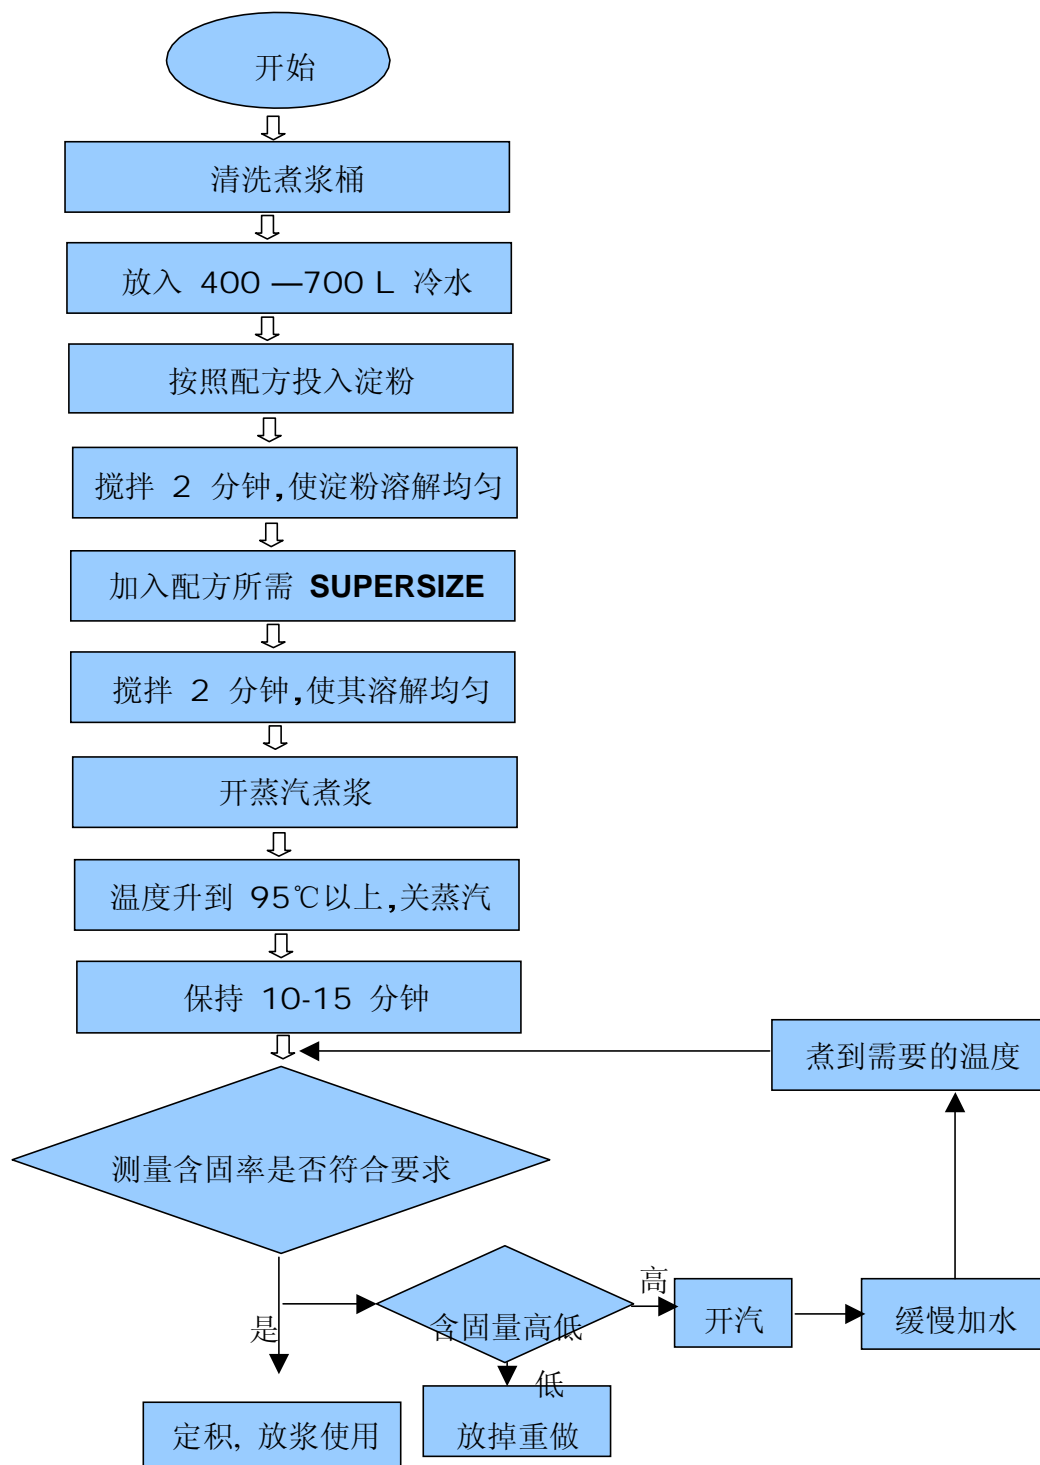 开始
清洗煮浆桶
放入 400 —700 L 冷水
按照配方投入淀粉
搅拌 2 分钟,使淀粉溶解均匀
加入配方所需 SUPERSIZE
搅拌 2 分钟,使其溶解均匀
开蒸汽煮浆
温度升到 95℃以上,关蒸汽
保持 10-15 分钟
煮到需要的温度
测量含固率是否符合要求
高
是
含固量高低
开汽
缓慢加水
低
定积, 放浆使用
放掉重做